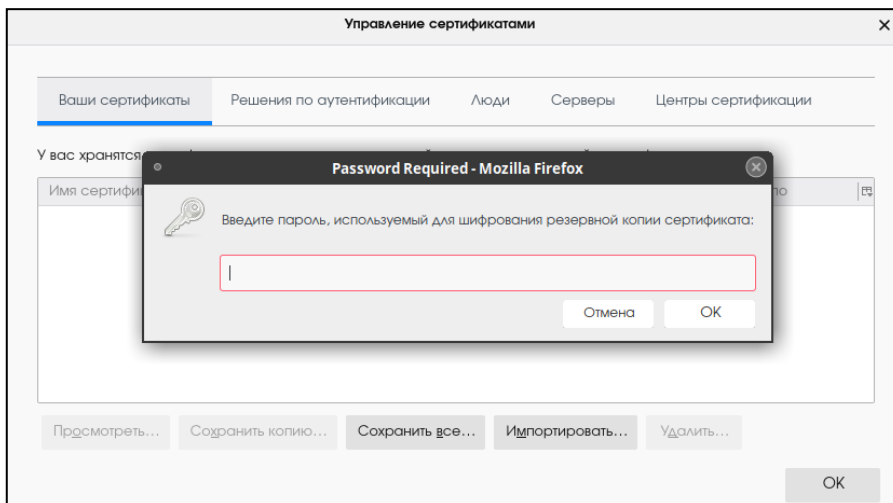 Управление сертификатами
Ваши сертификаты Решения по аутентификации Люди Серверы Центры сертификации
У вас хранятся
Password Required - Mozilla Firefox
Имя
Введите пароль, используемый для шифрования резервной копии сертификата:
Отмена OK
Просмотреть... Сохранить копию... Сохранить все... Импортировать... Удалить...
OK